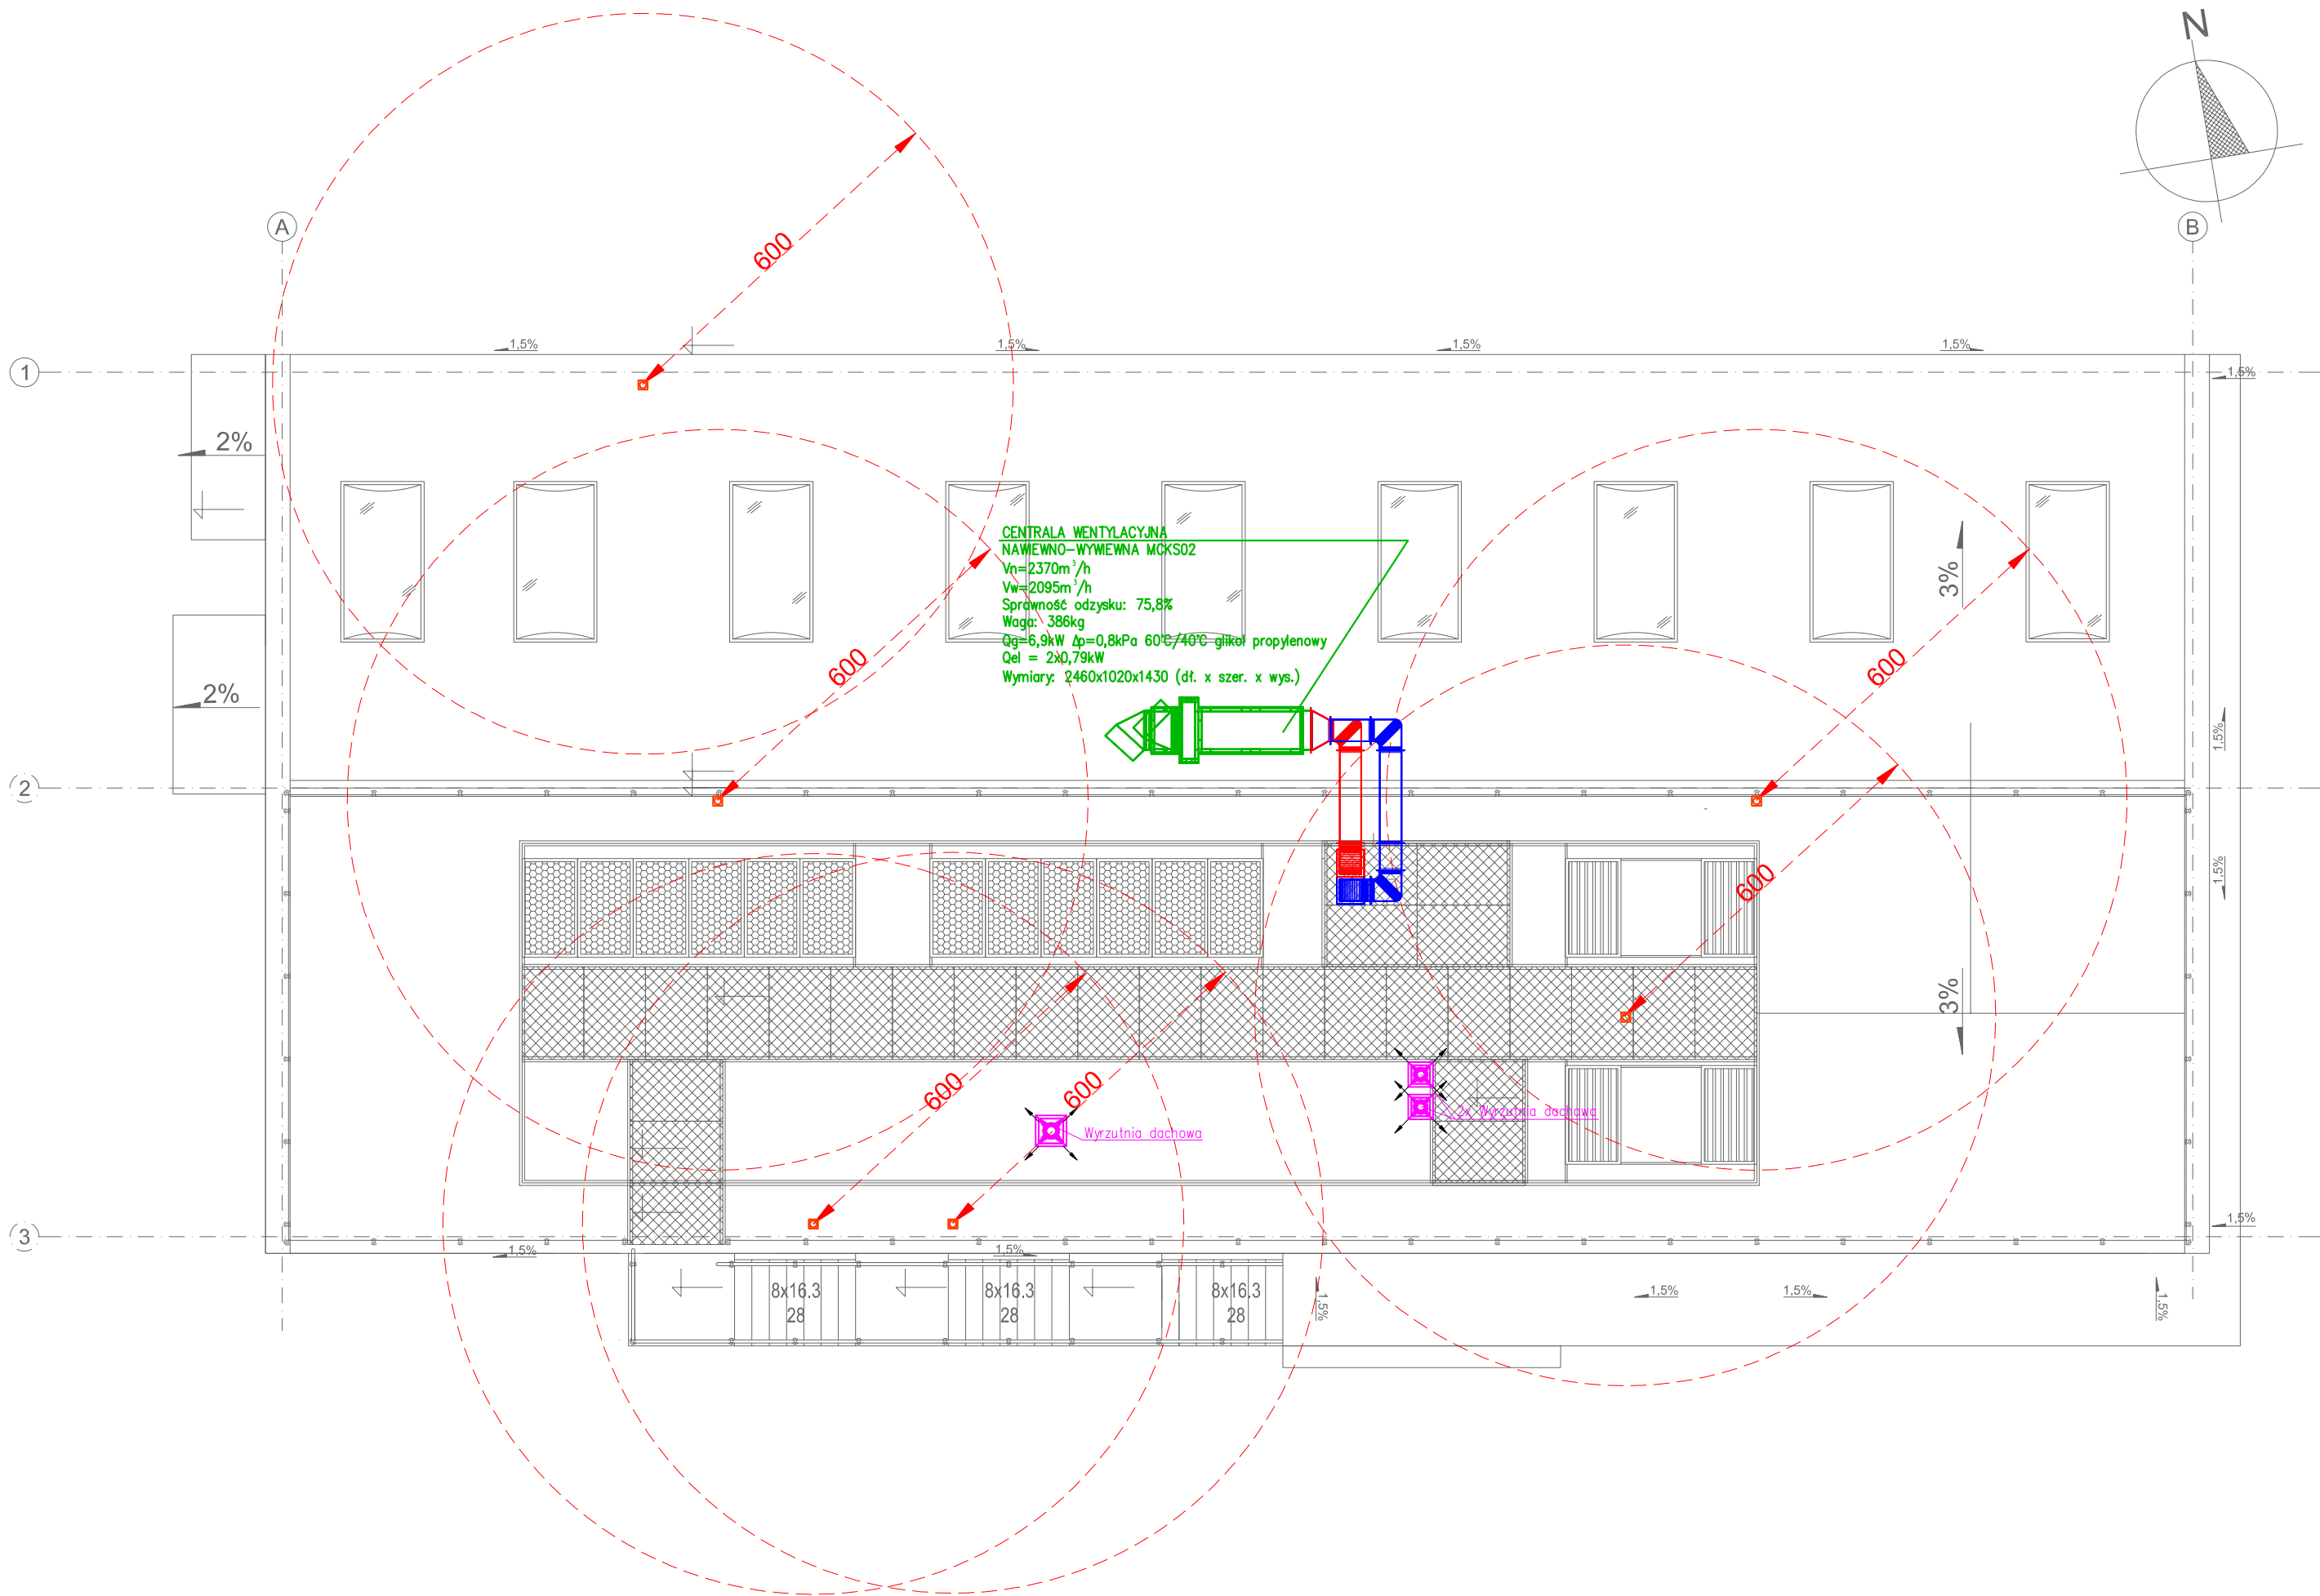 N
A
B
600
1,5%
1,5%
1,5%
1,5%
1
1,5%
2%
CENTRALA WENTYLACYJNA
NAWIEWNO-WYWIEWNA MCKS02
Vn=2370m³/h
Vw=2095m³/h
Sprawność odzysku: 75,8%
Waga: 386kg
Qg=6,9kW Δp=0,8kPa 60°C/40°C glikol propylenowy
Qel = 2x0,79kW
Wymiary: 2460x1020x1430 (dł. x szer. x wys.)
3%
600
600
2%
1,5%
2
600
1,5%
3%
600
600
2x Wyrzutnia dachowa
Wyrzutnia dachowa
1,5%
3
1,5%
1,5%
8x16.3
28
8x16.3
28
8x16.3
28
1,5%
1,5%
1,5%
1,5%